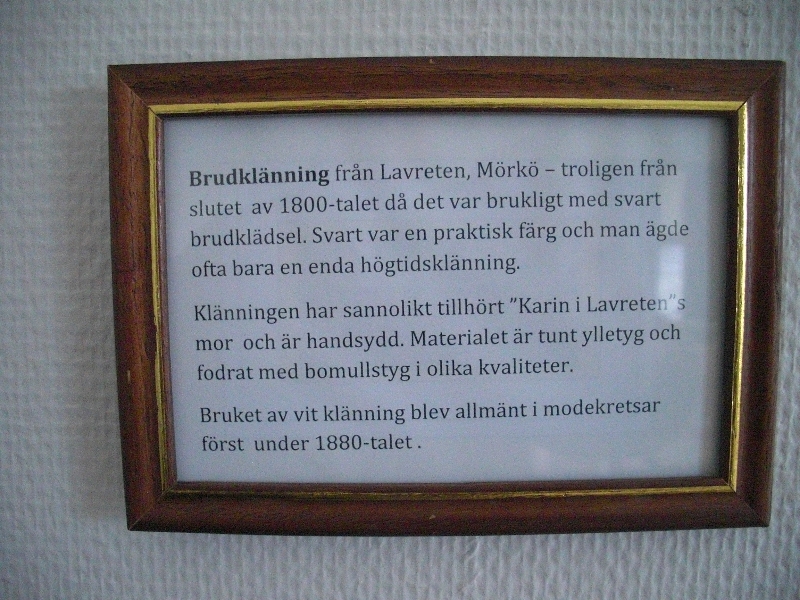 Brudklänning från Lavreten, Mörkö – troligen från
slutet av 1800-talet då det var brukligt med svart
brudklädsel. Svart var en praktisk färg och man ägde
ofta bara en enda högtidsklänning.
Klänningen har sannolikt tillhört ”Karin i Lavreten”s
mor och är handsydd. Materialet är tunt ylletyg och
fodrat med bomullstyg i olika kvaliteter.
Bruket av vit klänning blev allmänt i modekretsar
först under 1880-talet .